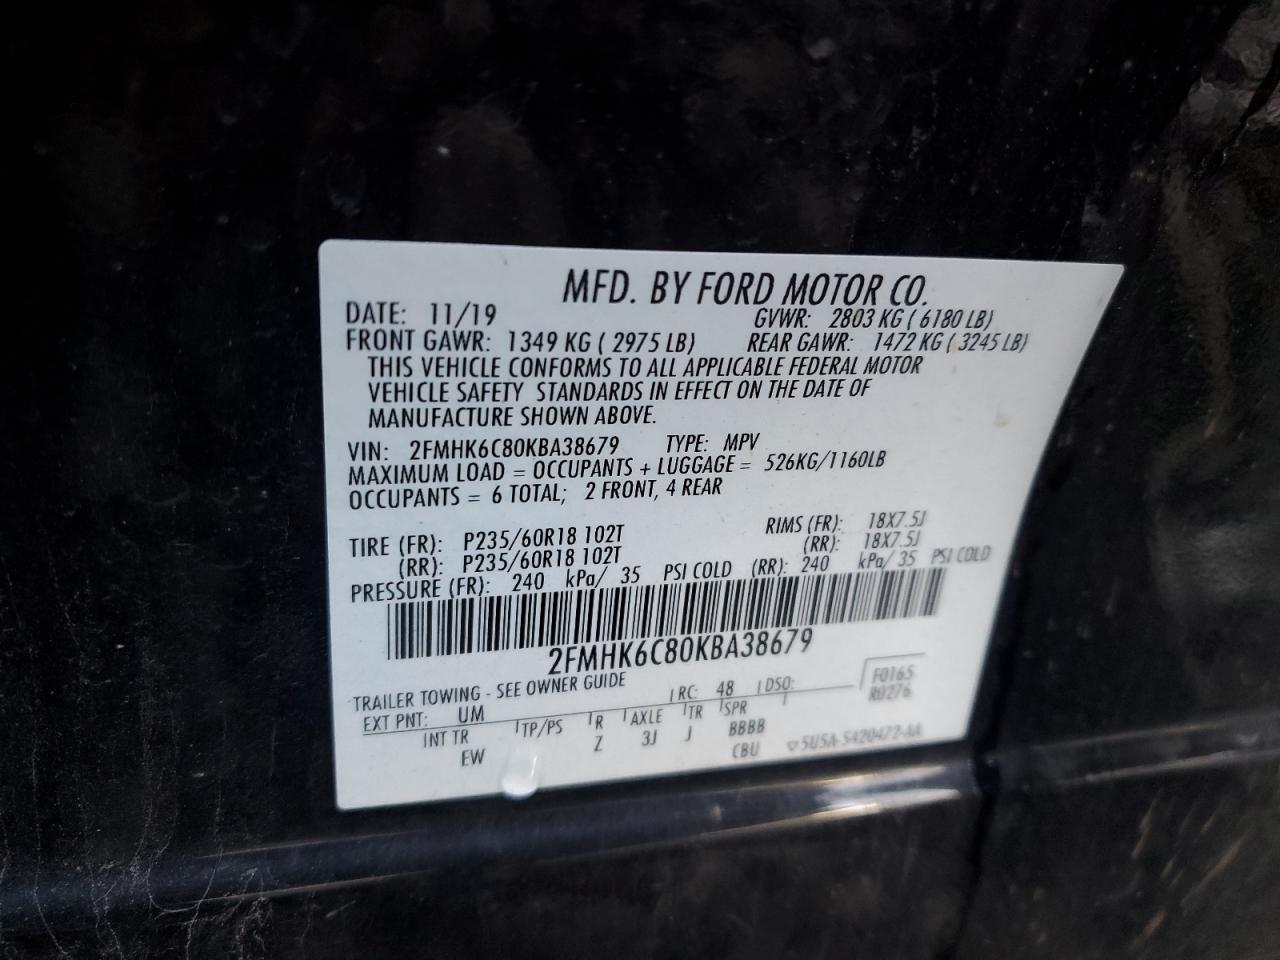 MFD. BY FORD MOTOR CO.
DATE: 11/19 GVWR: 2803 KG ( 6180 LB)
FRONT GAWR: 1349 KG ( 2975 LB) REAR GAWR: 1472 KG ( 3245 LB)
THIS VEHICLE CONFORMS TO ALL APPLICABLE FEDERAL MOTOR
VEHICLE SAFETY STANDARDS IN EFFECT ON THE DATE OF
MANUFACTURE SHOWN ABOVE.
VIN: 2FMHK6C80KBA38679 TYPE: MPV
MAXIMUM LOAD = OCCUPANTS + LUGGAGE = 526KG/1160LB
OCCUPANTS = 6 TOTAL; 2 FRONT, 4 REAR
TIRE (FR): P235/60R18 102T RIMS (FR): 18X7.5J
(RR): P235/60R18 102T (RR): 18X7.5J
PRESSURE (FR): 240 kPa/ 35 PSI COLD (RR): 240 kPa/ 35 PSI COLD
2FMHK6C80KBA38679
TRAILER TOWING - SEE OWNER GUIDE RC: 48 DSO: F0165
R0276
EXT PNT: UM
INT TR TP/PS R AXLE TR SPR
EW Z 3J J BBBB
CBU 5U5A-5420472-AA